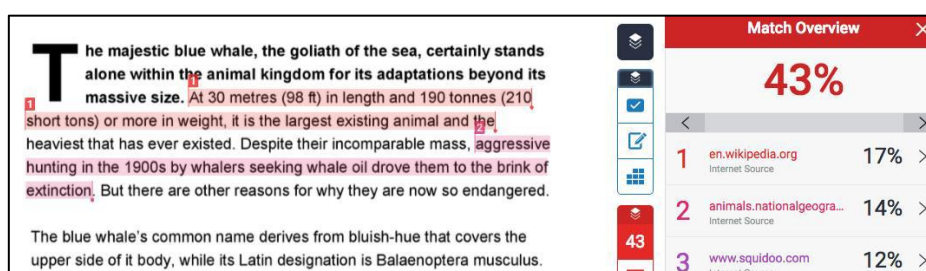 The majestic blue whale, the goliath of the sea, certainly stands
alone within the animal kingdom for its adaptations beyond its
1
massive size. At 30 metres (98 ft) in length and 190 tonnes (210
1
short tons) or more in weight, it is the largest existing animal and the
2
heaviest that has ever existed. Despite their incomparable mass, aggressive
hunting in the 1900s by whalers seeking whale oil drove them to the brink of
extinction. But there are other reasons for why they are now so endangered.
The blue whale's common name derives from bluish-hue that covers the
upper side of it body, while its Latin designation is Balaenoptera musculus.
43
Match Overview
43%
1 en.wikipedia.org 17%
Internet Source
2 animals.nationalgeogra... 14%
Internet Source
3 www.squidoo.com 12%